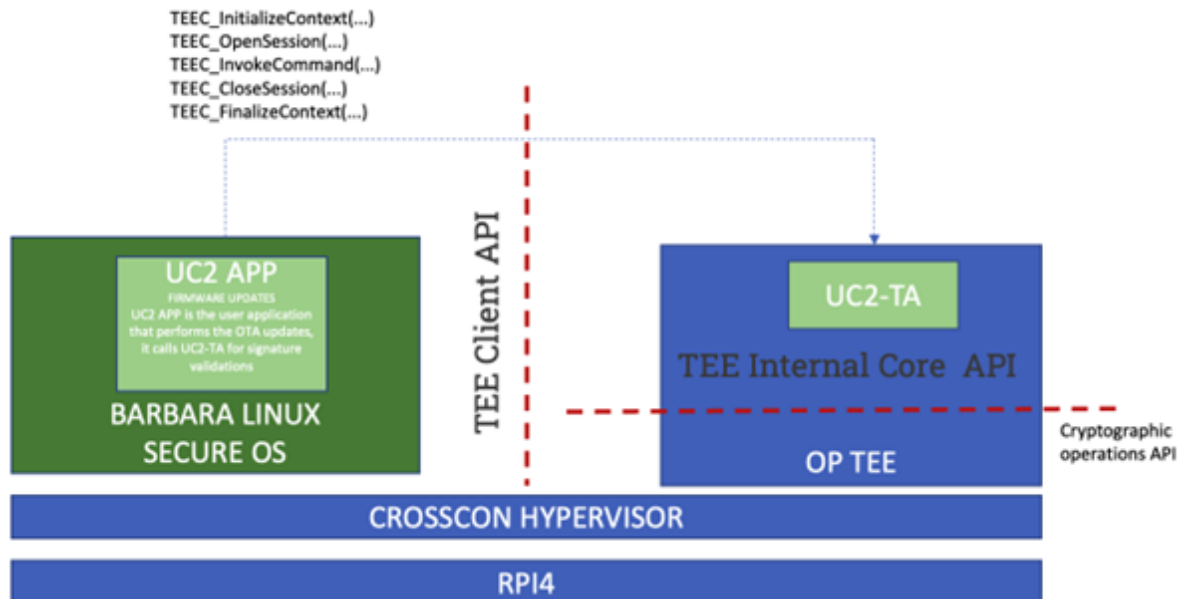 TEEC_InitializeContext(...)
TEEC_OpenSession(...)
TEEC_InvokeCommand(...)
TEEC_CloseSession(...)
TEEC_FinalizeContext(...)
UC2 APP
FIRMWARE UPDATES
UC2 APP is the user application
that performs the OTA updates,
it calls UC2-TA for signature
validations
BARBARA LINUX
SECURE OS
TEE Client API
UC2-TA
TEE Internal Core API
OP TEE
Cryptographic
operations API
CROSSCON HYPERVISOR
RPI4